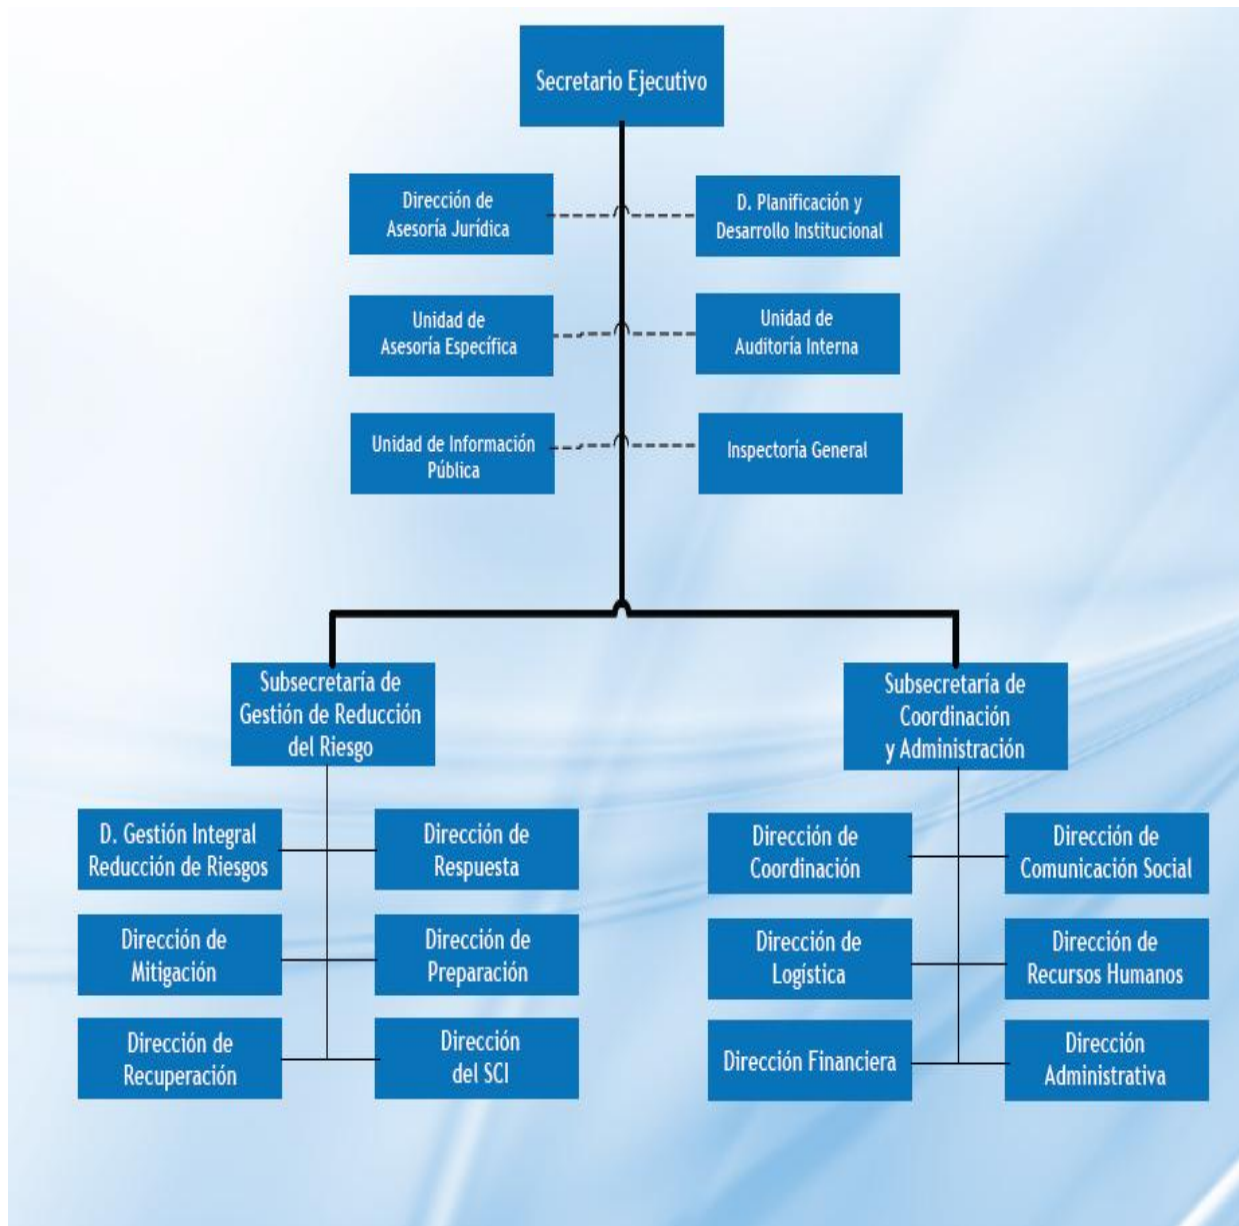 Secretario Ejecutivo
Dirección de
Asesoría Jurídica
D. Planificación y
Desarrollo Institucional
Unidad de
Asesoría Específica
Unidad de
Auditoría Interna
Unidad de Información
Pública
Inspectoría General
Subsecretaría de
Gestión de Reducción
del Riesgo
Subsecretaría de
Coordinación
y Administración
D. Gestión Integral
Reducción de Riesgos
Dirección de
Respuesta
Dirección de
Mitigación
Dirección de
Preparación
Dirección de
Recuperación
Dirección
del SCI
Dirección de
Coordinación
Dirección de
Comunicación Social
Dirección de
Logística
Dirección de
Recursos Humanos
Dirección Financiera
Dirección
Administrativa